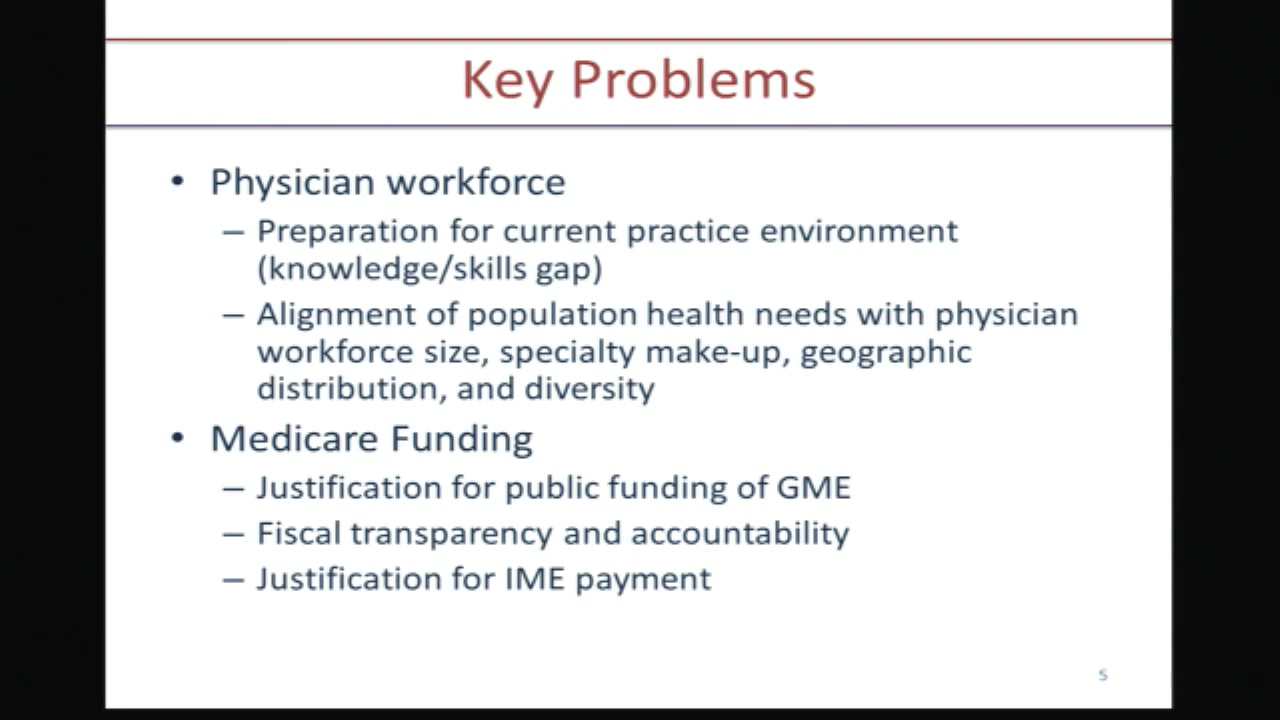 Key Problems
• Physician workforce
– Preparation for current practice environment
(knowledge/skills gap)
– Alignment of population health needs with physician
workforce size, specialty make-up, geographic
distribution, and diversity
• Medicare Funding
– Justification for public funding of GME
– Fiscal transparency and accountability
– Justification for IME payment
5